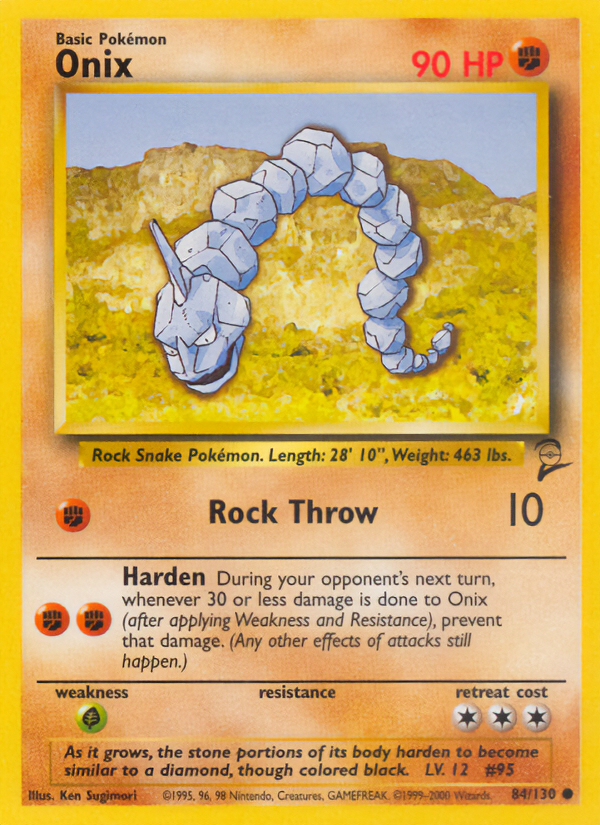 Basic Pokémon
Onix
90 HP
Rock Snake Pokémon. Length: 28' 10", Weight: 463 lbs.
Rock Throw 10
Harden During your opponent's next turn,
whenever 30 or less damage is done to Onix
(after applying Weakness and Resistance), prevent
that damage. (Any other effects of attacks still
happen.)
weakness resistance retreat cost
As it grows, the stone portions of its body harden to become
similar to a diamond, though colored black. LV. 12 #95
Illus. Ken Sugimori ©1995, 96, 98 Nintendo, Creatures, GAMEFREAK. ©1999-2000 Wizards. 84/130